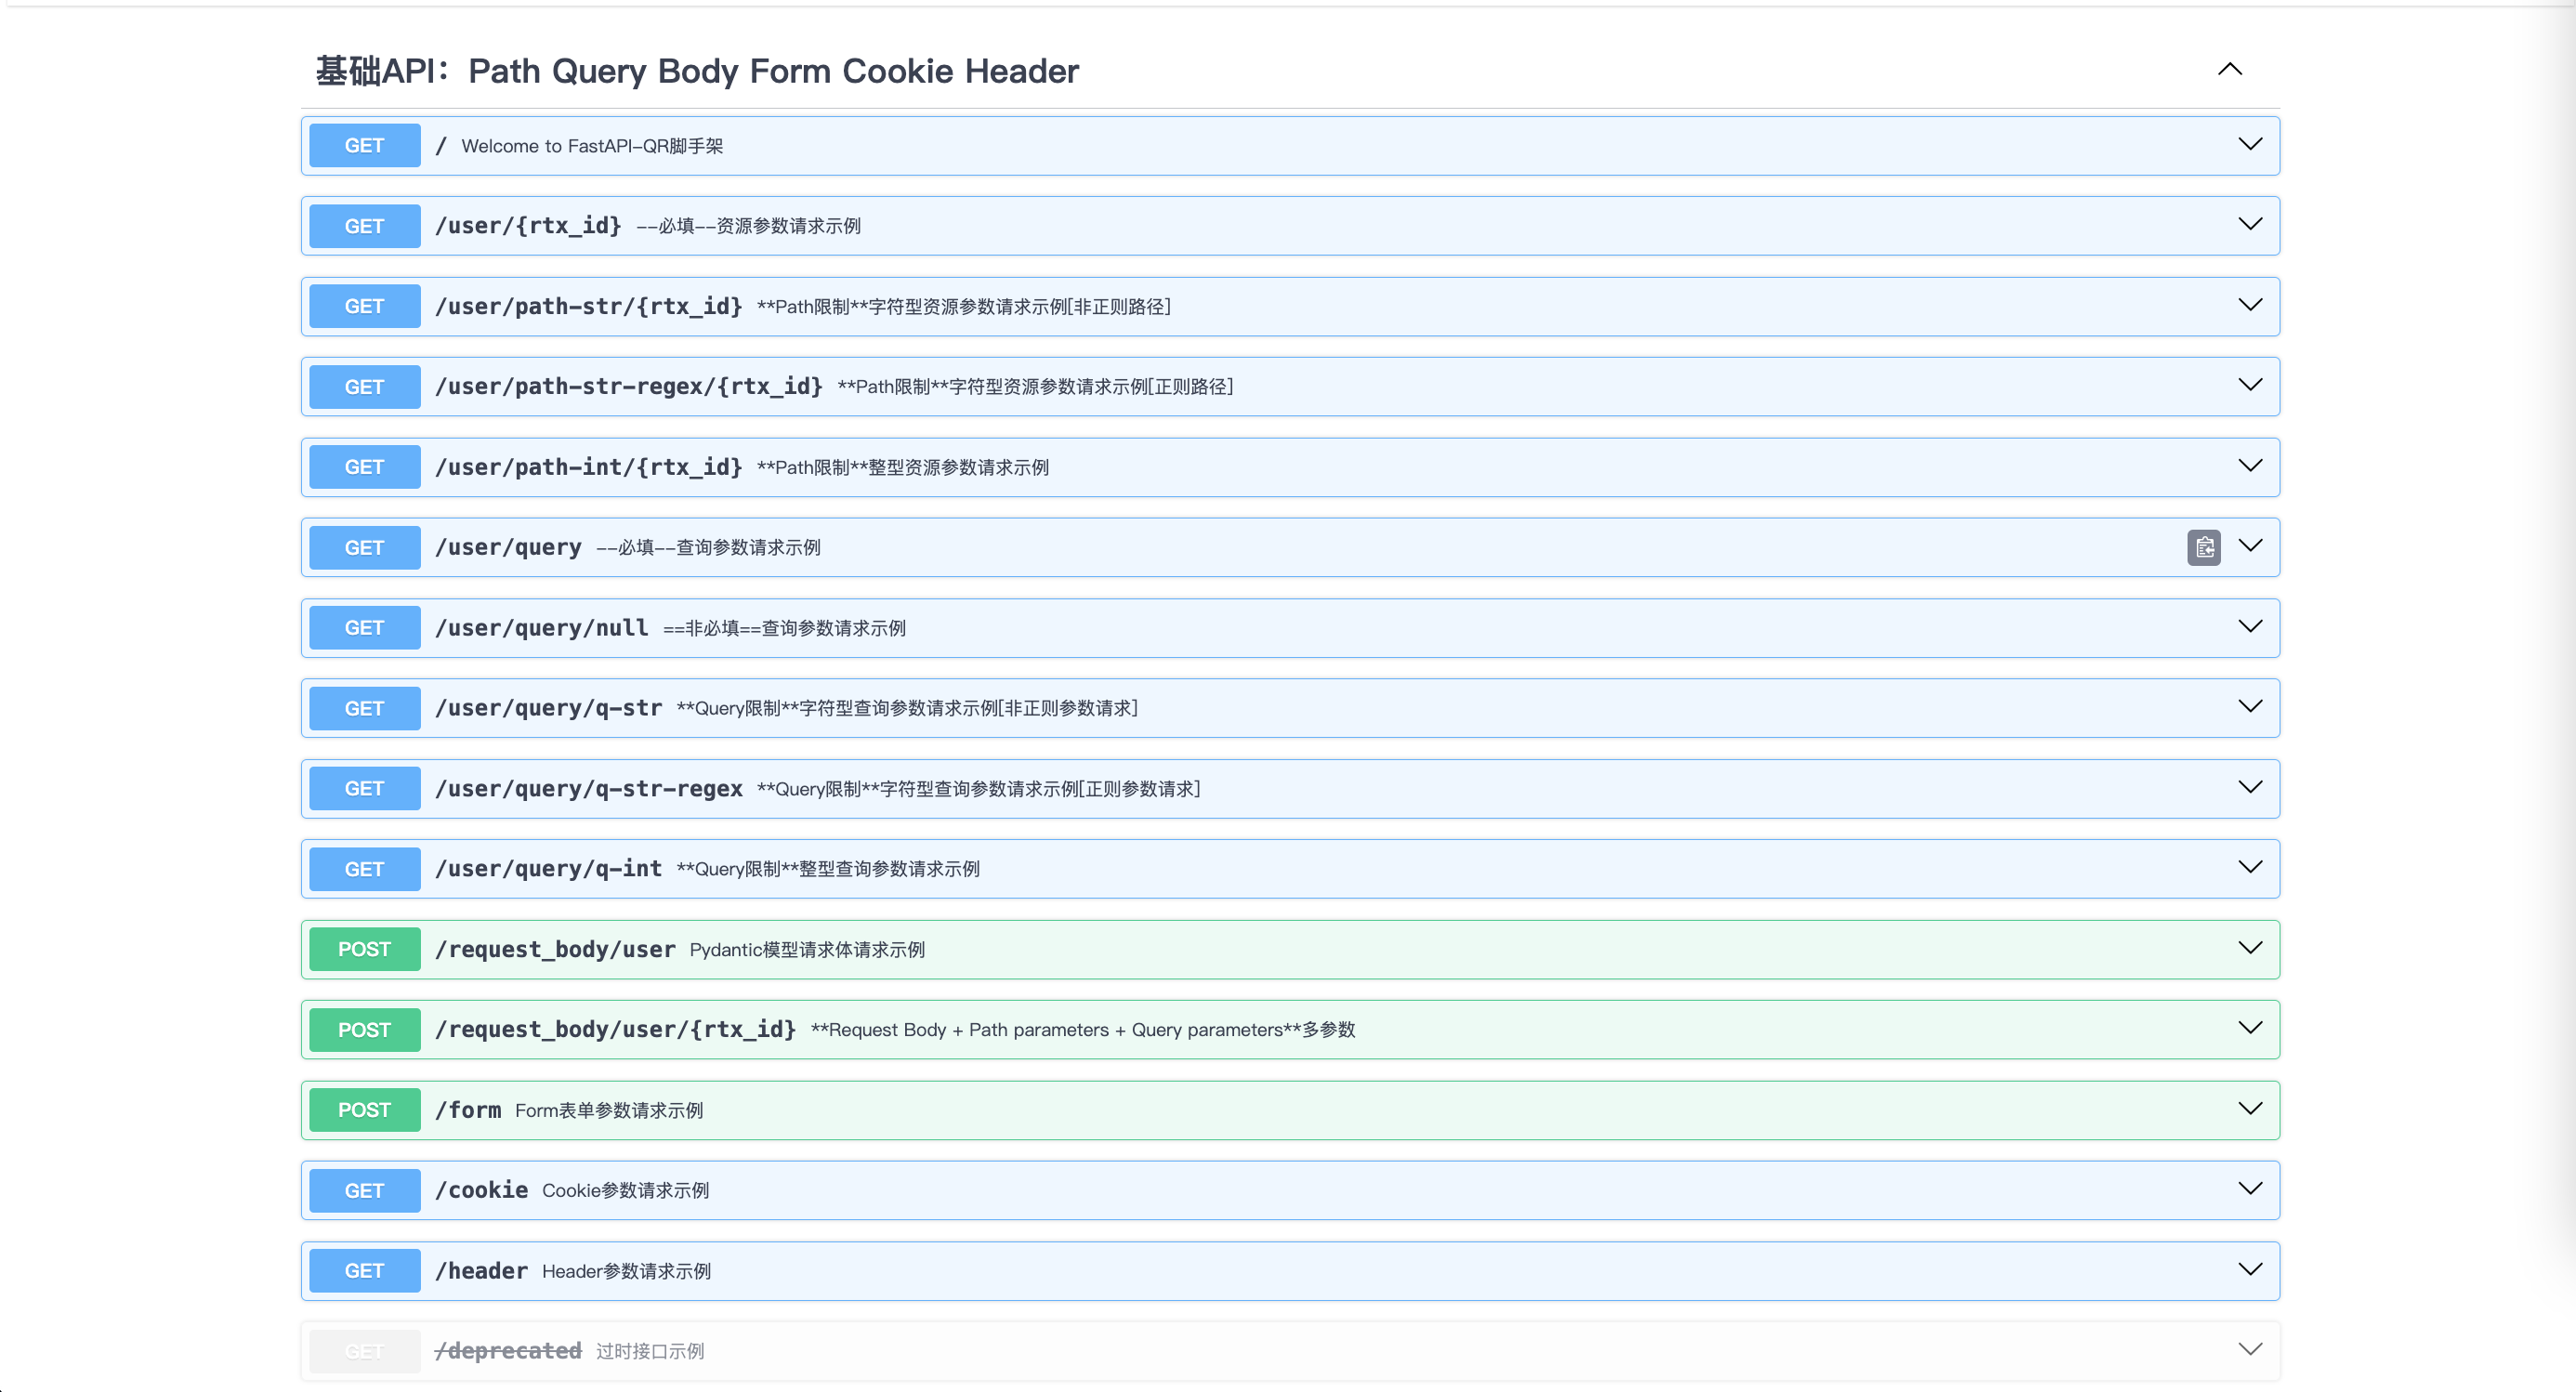 基础API：Path Query Body Form Cookie Header
GET / Welcome to FastAPI-QR脚手架
GET /user/{rtx_id} --必填--资源参数请求示例
GET /user/path-str/{rtx_id} **Path限制**字符型资源参数请求示例[非正则路径]
GET /user/path-str-regex/{rtx_id} **Path限制**字符型资源参数请求示例[正则路径]
GET /user/path-int/{rtx_id} **Path限制**整型资源参数请求示例
GET /user/query --必填--查询参数请求示例
GET /user/query/null ==非必填==查询参数请求示例
GET /user/query/q-str **Query限制**字符型查询参数请求示例[非正则参数请求]
GET /user/query/q-str-regex **Query限制**字符型查询参数请求示例[正则参数请求]
GET /user/query/q-int **Query限制**整型查询参数请求示例
POST /request_body/user Pydantic模型请求体请求示例
POST /request_body/user/{rtx_id} **Request Body + Path parameters + Query parameters**多参数
POST /form Form表单参数请求示例
GET /cookie Cookie参数请求示例
GET /header Header参数请求示例
GET /deprecated 过时接口示例